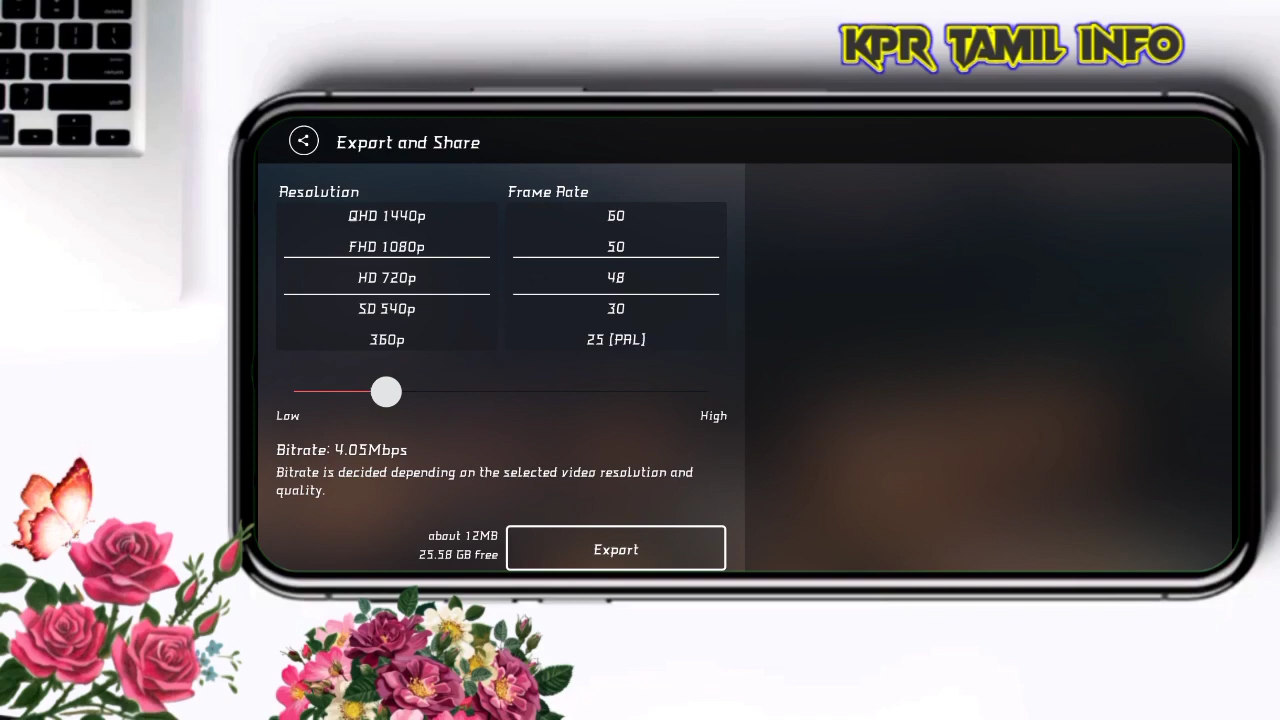 KPR TAMIL INFO
Export and Share
Resolution
Frame Rate
QHD 1440p
60
FHD 1080p
50
HD 720p
48
SD 540p
30
360p
25 [PAL]
Low
High
Bitrate: 4.05Mbps
Bitrate is decided depending on the selected video resolution and
quality.
about 12MB
25.58 GB Free
Export